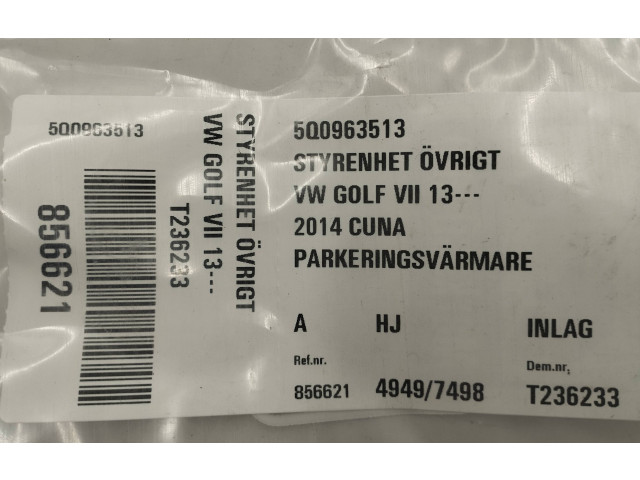 5Q0963513
856621
T236233
VW GOLF VII 13---
STYRENHET ÖVRIGT
5Q0963513
STYRENHET ÖVRIGT
VW GOLF VII 13---
2014 CUNA
PARKERINGSVÄRMARE
A HJ INLAG
Ref.nr. Dem.nr.
856621 4949/7498 T236233